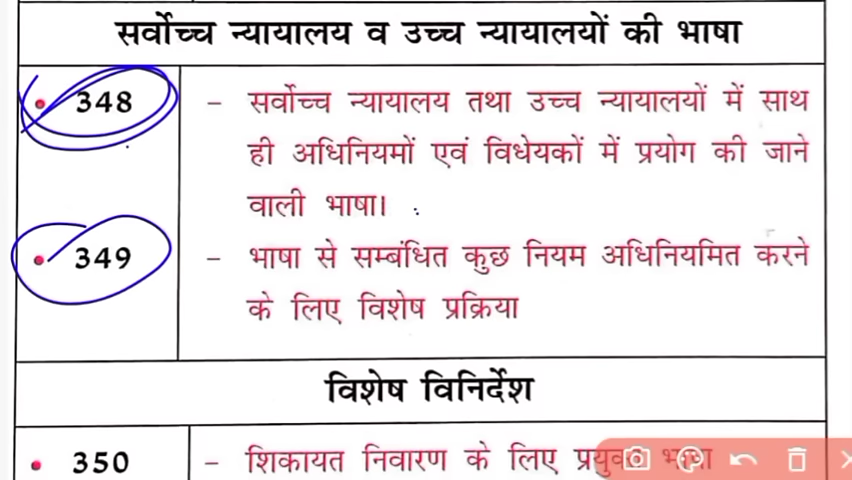 सर्वोच्च न्यायालय व उच्च न्यायालयों की भाषा
• 348 – सर्वोच्च न्यायालय तथा उच्च न्यायालयों में साथ
ही अधिनियमों एवं विधेयकों में प्रयोग की जाने
वाली भाषा।
• 349 – भाषा से सम्बंधित कुछ नियम अधिनियमित करने
के लिए विशेष प्रक्रिया
विशेष विनिर्देश
• 350 – शिकायत निवारण के लिए प्रयुक्त भाषा